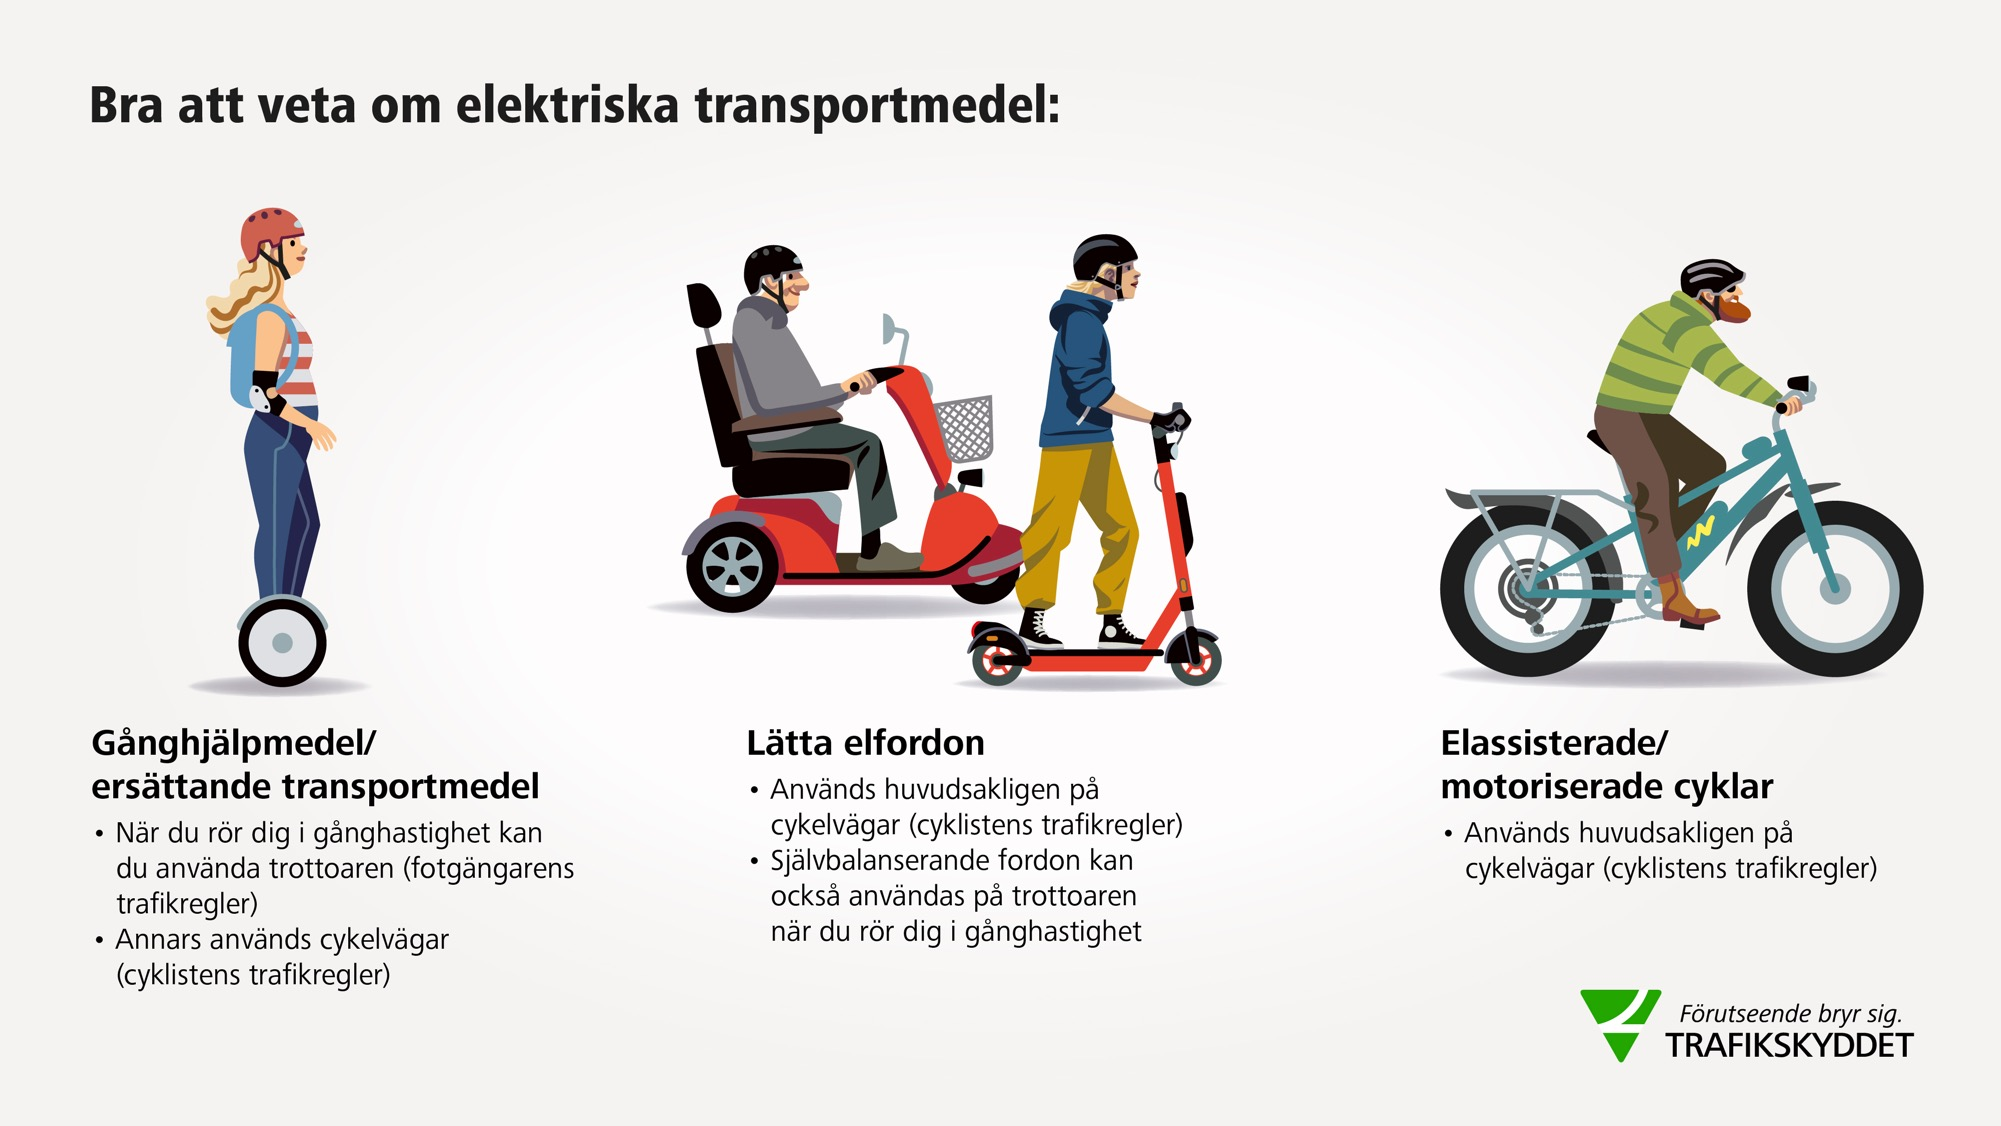 Bra att veta om elektriska transportmedel:
Gånghjälpmedel/
ersättande transportmedel
• När du rör dig i gånghastighet kan
du använda trottoaren (fotgängarens
trafikregler)
• Annars används cykelvägar
(cyklistens trafikregler)
Lätta elfordon
• Används huvudsakligen på
cykelvägar (cyklistens trafikregler)
• Självbalanserande fordon kan
också användas på trottoaren
när du rör dig i gånghastighet
Elassisterade/
motoriserade cyklar
• Används huvudsakligen på
cykelvägar (cyklistens trafikregler)
Förutseende bryr sig.
TRAFIKSKYDDET